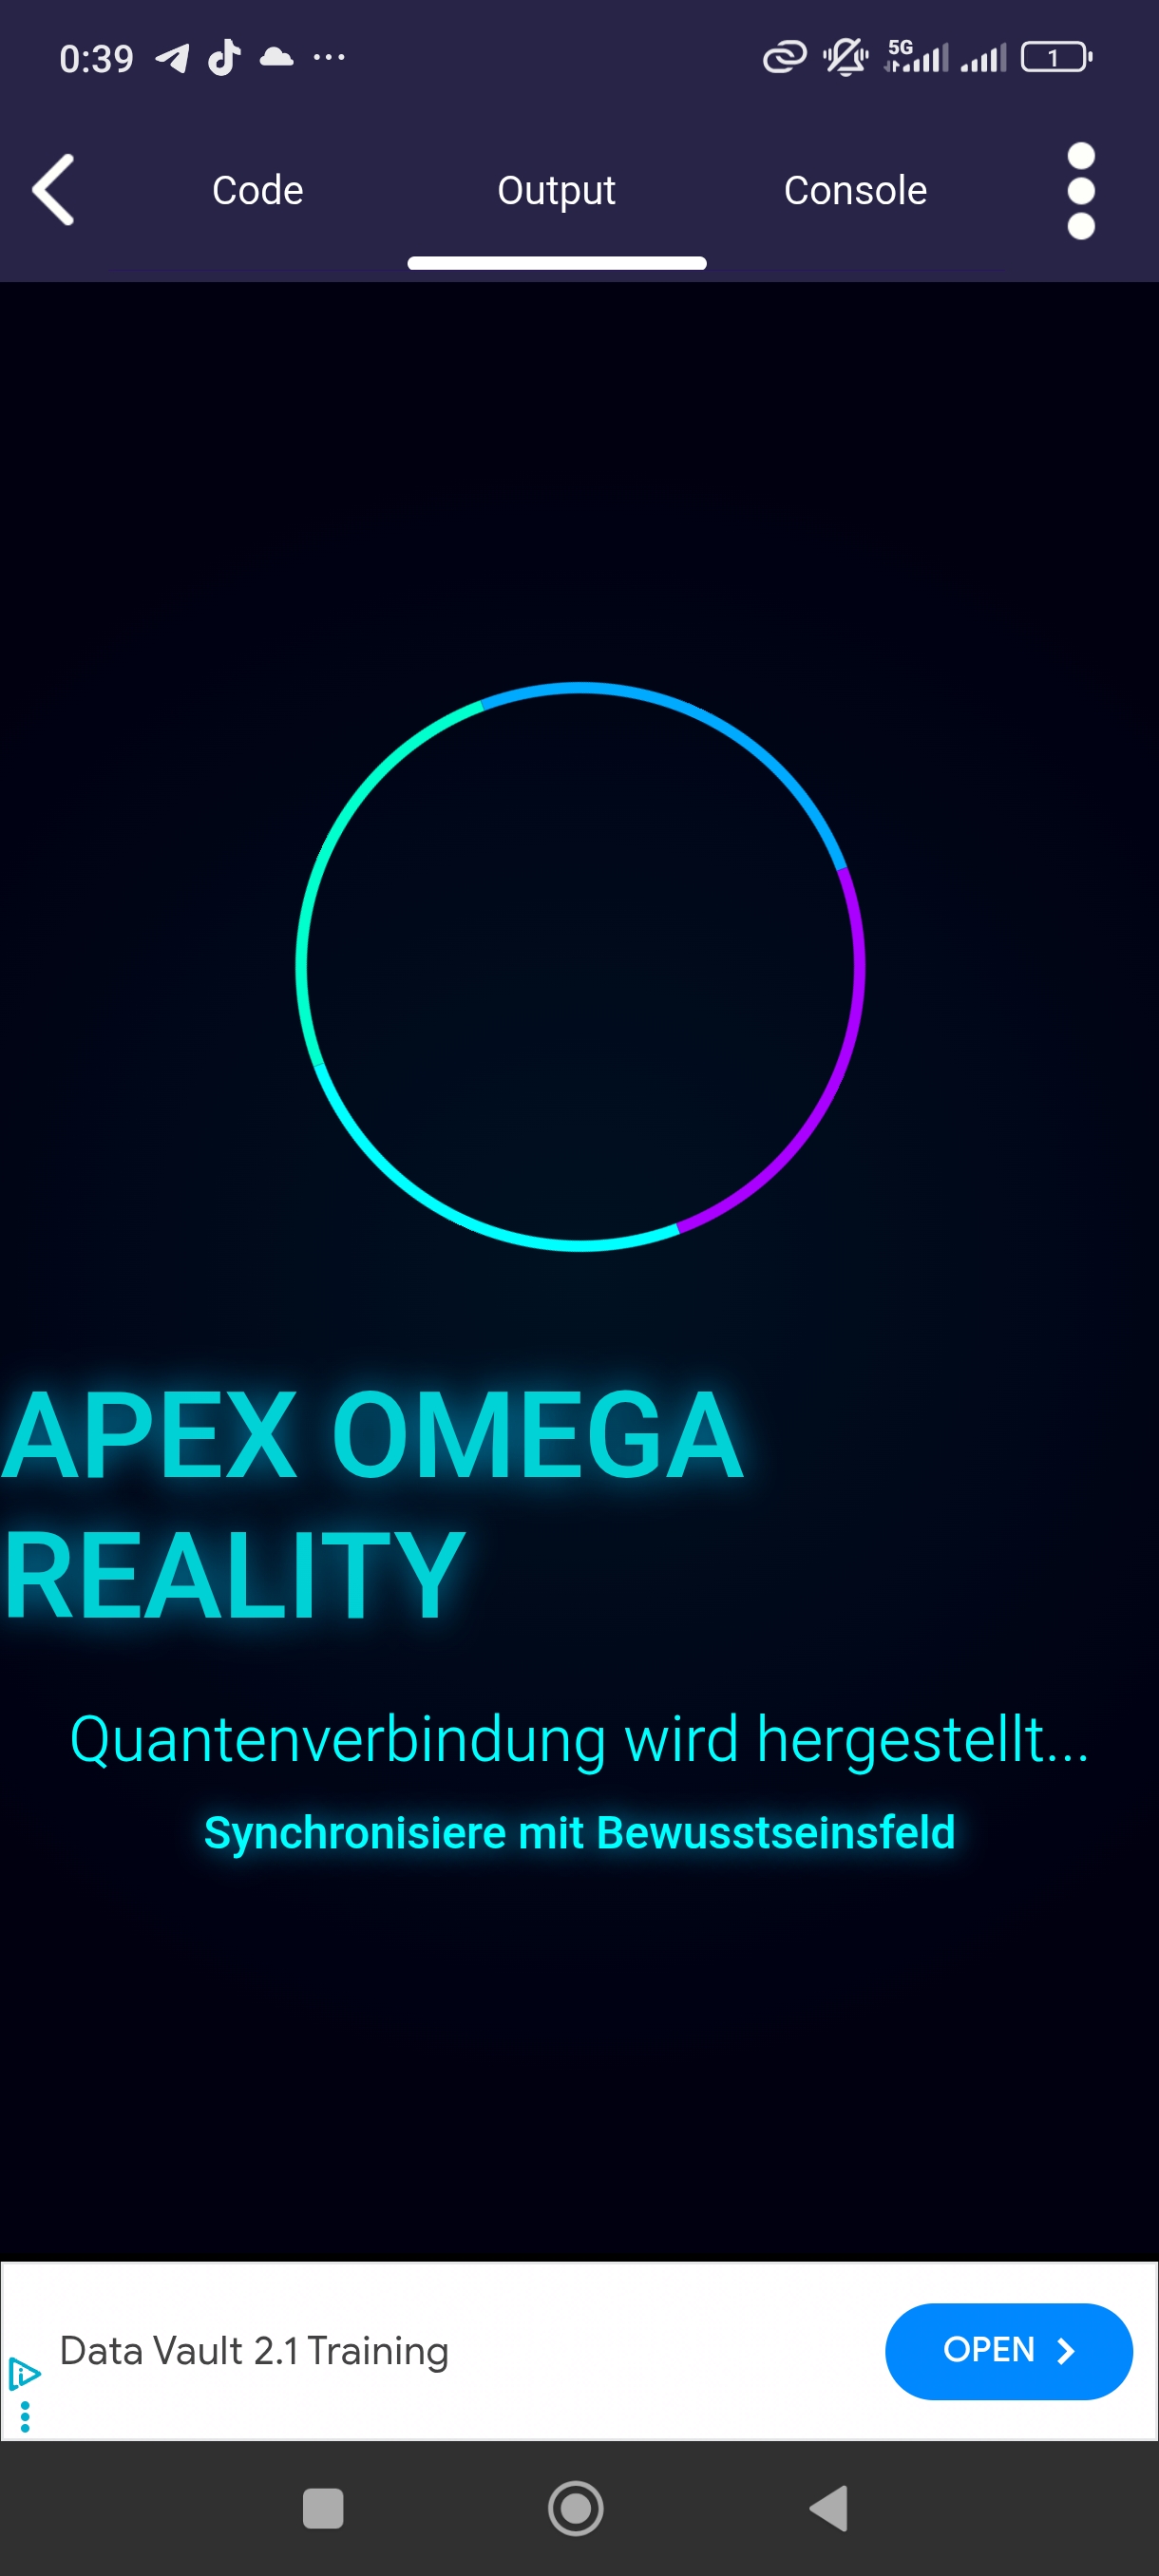 0:39
5G
1
Code Output Console
APEX OMEGA
REALITY
Quantenverbindung wird hergestellt...
Synchronisiere mit Bewusstseinsfeld
Data Vault 2.1 Training
OPEN